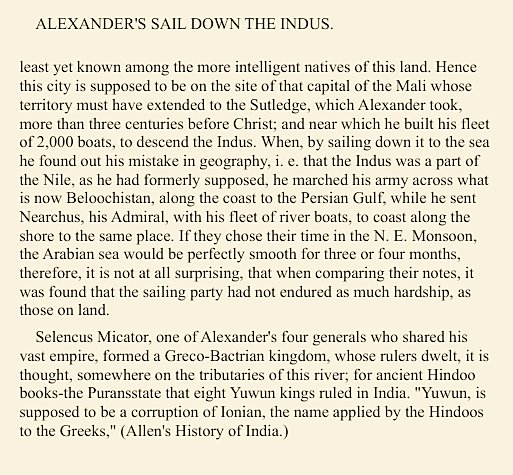 ALEXANDER'S SAIL DOWN THE INDUS.
least yet known among the more intelligent natives of this land. Hence
this city is supposed to be on the site of that capital of the Mali whose
territory must have extended to the Sutledge, which Alexander took,
more than three centuries before Christ; and near which he built his fleet
of 2,000 boats, to descend the Indus. When, by sailing down it to the sea
he found out his mistake in geography, i. e. that the Indus was a part of
the Nile, as he had formerly supposed, he marched his army across what
is now Beloochistan, along the coast to the Persian Gulf, while he sent
Nearchus, his Admiral, with his fleet of river boats, to coast along the
shore to the same place. If they chose their time in the N. E. Monsoon,
the Arabian sea would be perfectly smooth for three or four months,
therefore, it is not at all surprising, that when comparing their notes, it
was found that the sailing party had not endured as much hardship, as
those on land.
Selencus Micator, one of Alexander's four generals who shared his
vast empire, formed a Greco-Bactrian kingdom, whose rulers dwelt, it is
thought, somewhere on the tributaries of this river; for ancient Hindoo
books-the Puransstate that eight Yuwun kings ruled in India. "Yuwun, is
supposed to be a corruption of Ionian, the name applied by the Hindoos
to the Greeks," (Allen's History of India.)